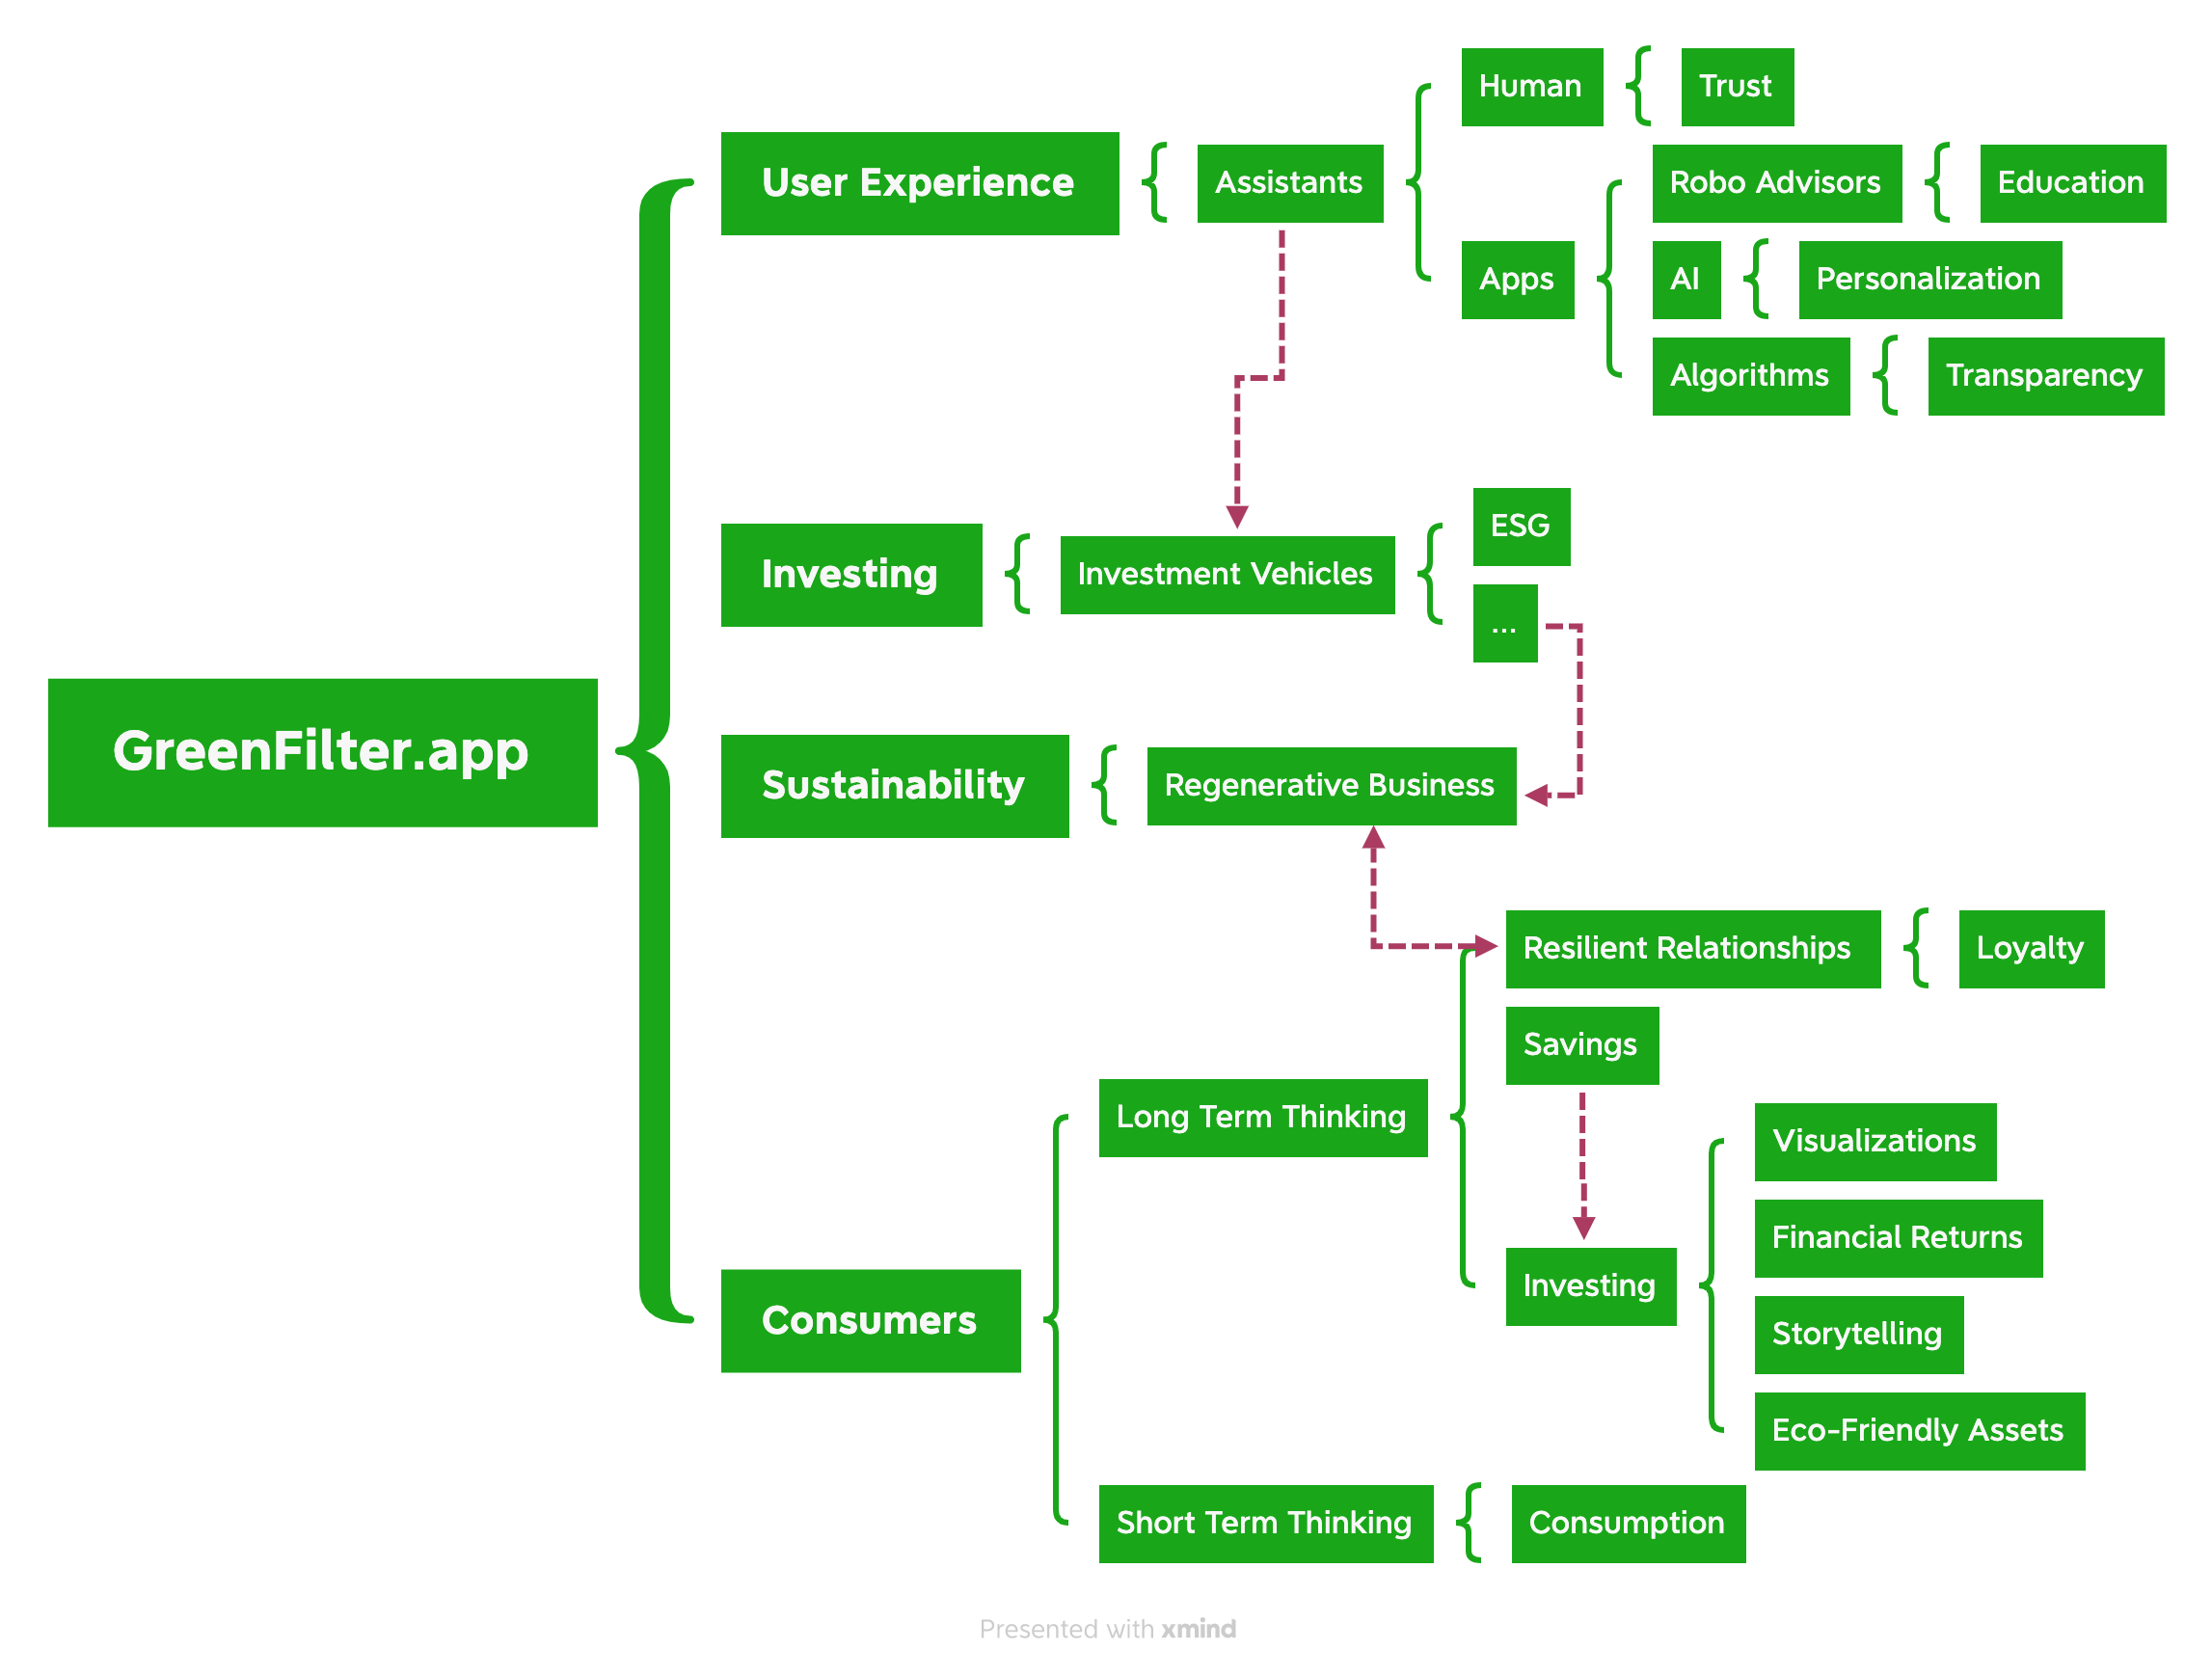 GreenFilter.app
User Experience
Assistants
Human
Trust
Apps
Robo Advisors
Education
AI
Personalization
Algorithms
Transparency
Investing
Investment Vehicles
ESG
...
Sustainability
Regenerative Business
Consumers
Long Term Thinking
Resilient Relationships
Loyalty
Savings
Investing
Visualizations
Financial Returns
Storytelling
Eco-Friendly Assets
Short Term Thinking
Consumption
Presented with xmind